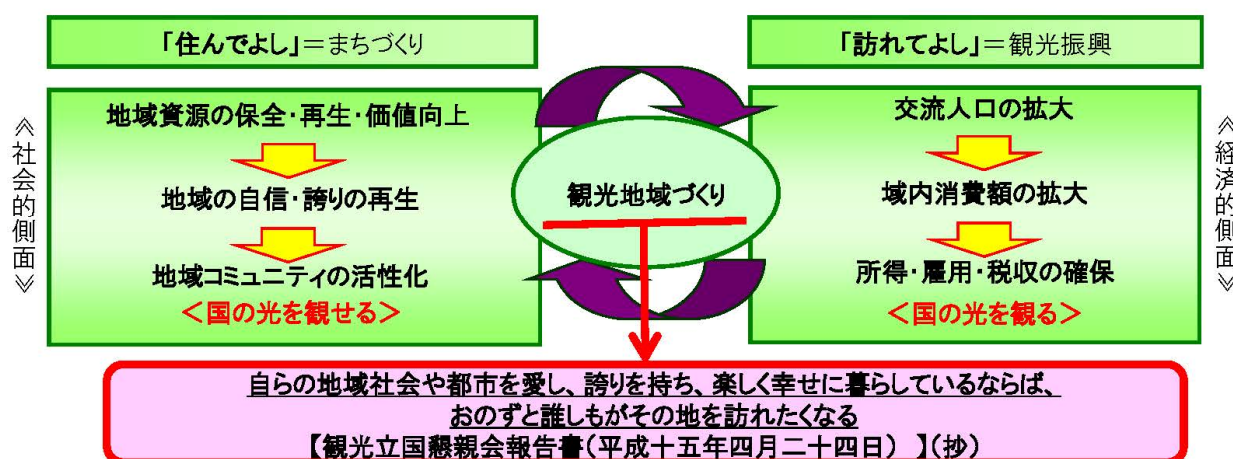 「住んでよし」＝まちづくり
「訪れてよし」＝観光振興
≪社会的側面≫
地域資源の保全・再生・価値向上
地域の自信・誇りの再生
地域コミュニティの活性化
＜国の光を観せる＞
観光地域づくり
交流人口の拡大
域内消費額の拡大
所得・雇用・税収の確保
＜国の光を観る＞
≪経済的側面≫
自らの地域社会や都市を愛し、誇りを持ち、楽しく幸せに暮らしているならば、
おのずと誰しもがその地を訪れたくなる
【観光立国懇親会報告書（平成十五年四月二十四日） 】（抄）